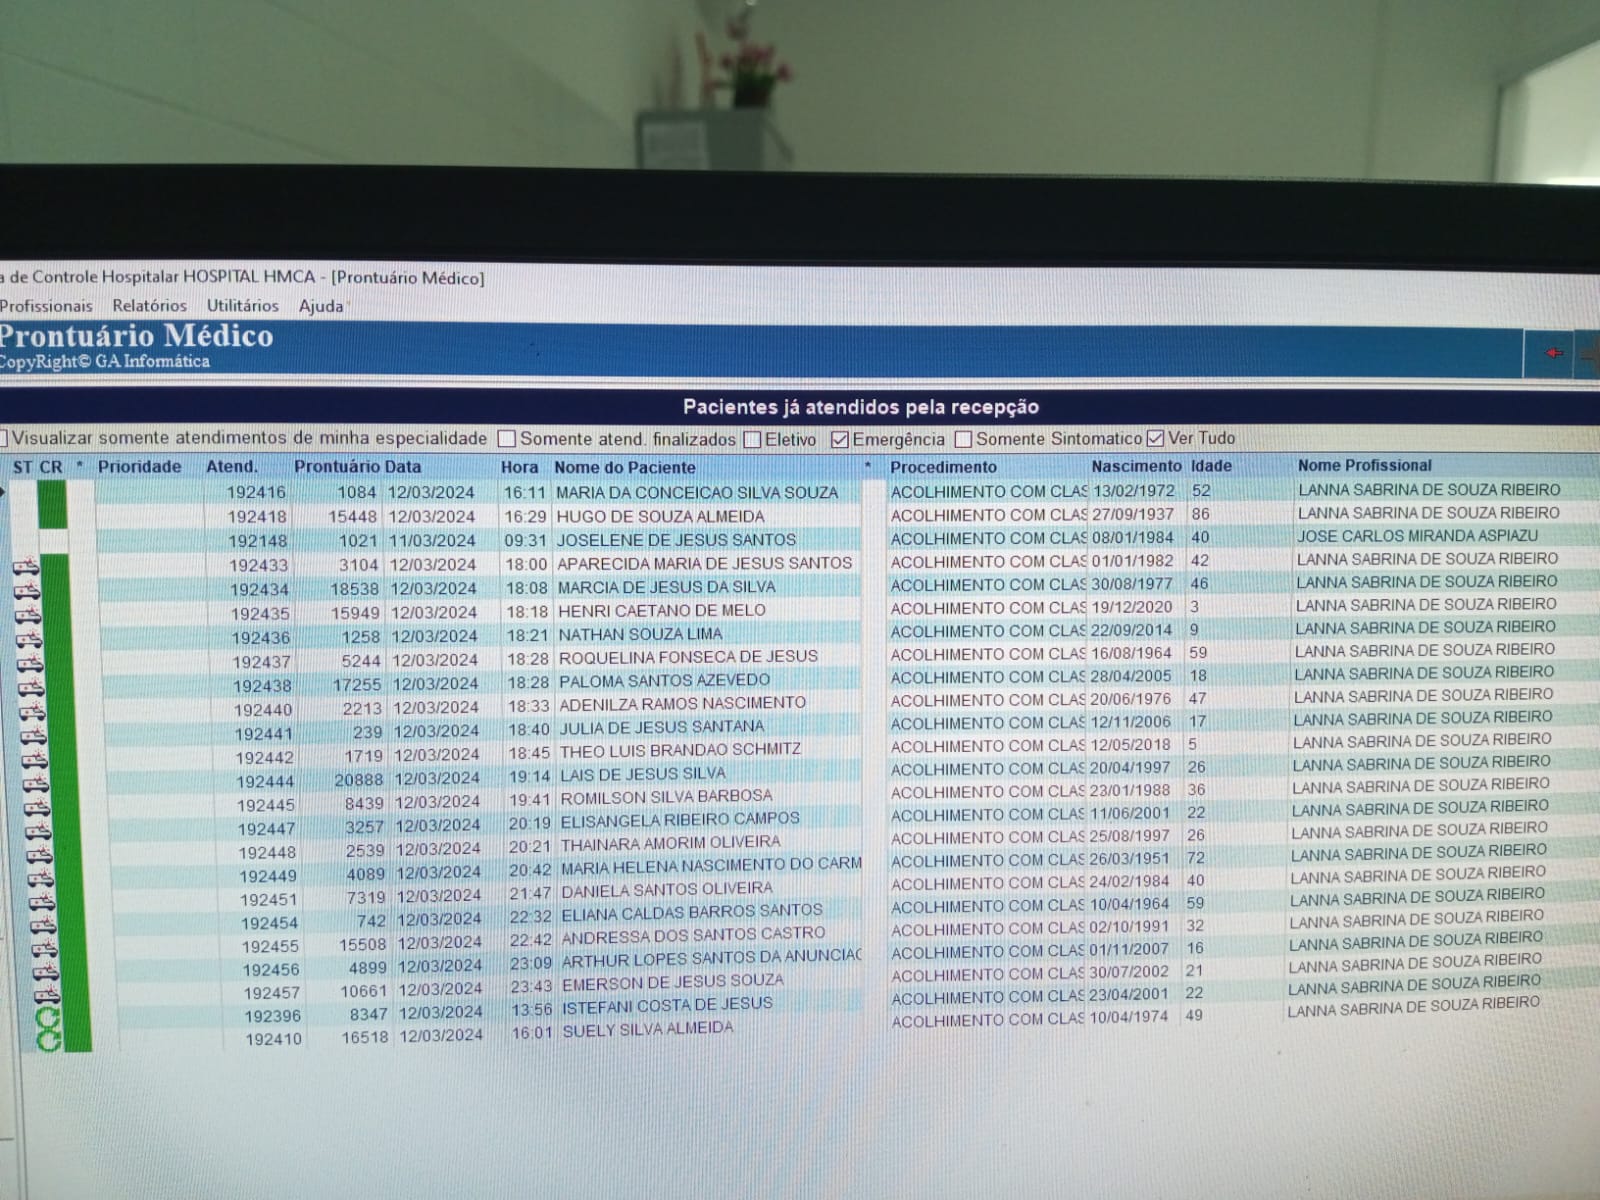 a de Controle Hospitalar HOSPITAL HMCA - [Prontuário Médico]
Profissionais Relatórios Utilitários Ajuda
Prontuário Médico
CopyRight© GA Informática
Pacientes já atendidos pela recepção
Visualizar somente atendimentos de minha especialidade Somente atend. finalizados Eletivo Emergência Somente Sintomatico Ver Tudo
ST CR * Prioridade Atend. Prontuário Data Hora Nome do Paciente * Procedimento Nascimento Idade Nome Profissional
192416 1084 12/03/2024 16:11 MARIA DA CONCEICAO SILVA SOUZA ACOLHIMENTO COM CLAS 13/02/1972 52 LANNA SABRINA DE SOUZA RIBEIRO
192418 15448 12/03/2024 16:29 HUGO DE SOUZA ALMEIDA ACOLHIMENTO COM CLAS 27/09/1937 86 LANNA SABRINA DE SOUZA RIBEIRO
192148 1021 11/03/2024 09:31 JOSELENE DE JESUS SANTOS ACOLHIMENTO COM CLAS 08/01/1984 40 JOSE CARLOS MIRANDA ASPIAZU
192433 3104 12/03/2024 18:00 APARECIDA MARIA DE JESUS SANTOS ACOLHIMENTO COM CLAS 01/01/1982 42 LANNA SABRINA DE SOUZA RIBEIRO
192434 18538 12/03/2024 18:08 MARCIA DE JESUS DA SILVA ACOLHIMENTO COM CLAS 30/08/1977 46 LANNA SABRINA DE SOUZA RIBEIRO
192435 15949 12/03/2024 18:18 HENRI CAETANO DE MELO ACOLHIMENTO COM CLAS 19/12/2020 3 LANNA SABRINA DE SOUZA RIBEIRO
192436 1258 12/03/2024 18:21 NATHAN SOUZA LIMA ACOLHIMENTO COM CLAS 22/09/2014 9 LANNA SABRINA DE SOUZA RIBEIRO
192437 5244 12/03/2024 18:28 ROQUELINA FONSECA DE JESUS ACOLHIMENTO COM CLAS 16/08/1964 59 LANNA SABRINA DE SOUZA RIBEIRO
192438 17255 12/03/2024 18:28 PALOMA SANTOS AZEVEDO ACOLHIMENTO COM CLAS 28/04/2005 18 LANNA SABRINA DE SOUZA RIBEIRO
192440 2213 12/03/2024 18:33 ADENILZA RAMOS NASCIMENTO ACOLHIMENTO COM CLAS 20/06/1976 47 LANNA SABRINA DE SOUZA RIBEIRO
192441 239 12/03/2024 18:40 JULIA DE JESUS SANTANA ACOLHIMENTO COM CLAS 12/11/2006 17 LANNA SABRINA DE SOUZA RIBEIRO
192442 1719 12/03/2024 18:45 THEO LUIS BRANDAO SCHMITZ ACOLHIMENTO COM CLAS 12/05/2018 5 LANNA SABRINA DE SOUZA RIBEIRO
192444 20888 12/03/2024 19:14 LAIS DE JESUS SILVA ACOLHIMENTO COM CLAS 20/04/1997 26 LANNA SABRINA DE SOUZA RIBEIRO
192445 8439 12/03/2024 19:41 ROMILSON SILVA BARBOSA ACOLHIMENTO COM CLAS 23/01/1988 36 LANNA SABRINA DE SOUZA RIBEIRO
192447 3257 12/03/2024 20:19 ELISANGELA RIBEIRO CAMPOS ACOLHIMENTO COM CLAS 11/06/2001 22 LANNA SABRINA DE SOUZA RIBEIRO
192448 2539 12/03/2024 20:21 THAINARA AMORIM OLIVEIRA ACOLHIMENTO COM CLAS 25/08/1997 26 LANNA SABRINA DE SOUZA RIBEIRO
192449 4089 12/03/2024 20:42 MARIA HELENA NASCIMENTO DO CARM ACOLHIMENTO COM CLAS 26/03/1951 72 LANNA SABRINA DE SOUZA RIBEIRO
192451 7319 12/03/2024 21:47 DANIELA SANTOS OLIVEIRA ACOLHIMENTO COM CLAS 24/02/1984 40 LANNA SABRINA DE SOUZA RIBEIRO
192454 742 12/03/2024 22:32 ELIANA CALDAS BARROS SANTOS ACOLHIMENTO COM CLAS 10/04/1964 59 LANNA SABRINA DE SOUZA RIBEIRO
192455 15508 12/03/2024 22:42 ANDRESSA DOS SANTOS CASTRO ACOLHIMENTO COM CLAS 02/10/1991 32 LANNA SABRINA DE SOUZA RIBEIRO
192456 4899 12/03/2024 23:09 ARTHUR LOPES SANTOS DA ANUNCIAC ACOLHIMENTO COM CLAS 01/11/2007 16 LANNA SABRINA DE SOUZA RIBEIRO
192457 10661 12/03/2024 23:43 EMERSON DE JESUS SOUZA ACOLHIMENTO COM CLAS 30/07/2002 21 LANNA SABRINA DE SOUZA RIBEIRO
192396 8347 12/03/2024 13:56 ISTEFANI COSTA DE JESUS ACOLHIMENTO COM CLAS 23/04/2001 22 LANNA SABRINA DE SOUZA RIBEIRO
192410 16518 12/03/2024 16:01 SUELY SILVA ALMEIDA ACOLHIMENTO COM CLAS 10/04/1974 49 LANNA SABRINA DE SOUZA RIBEIRO